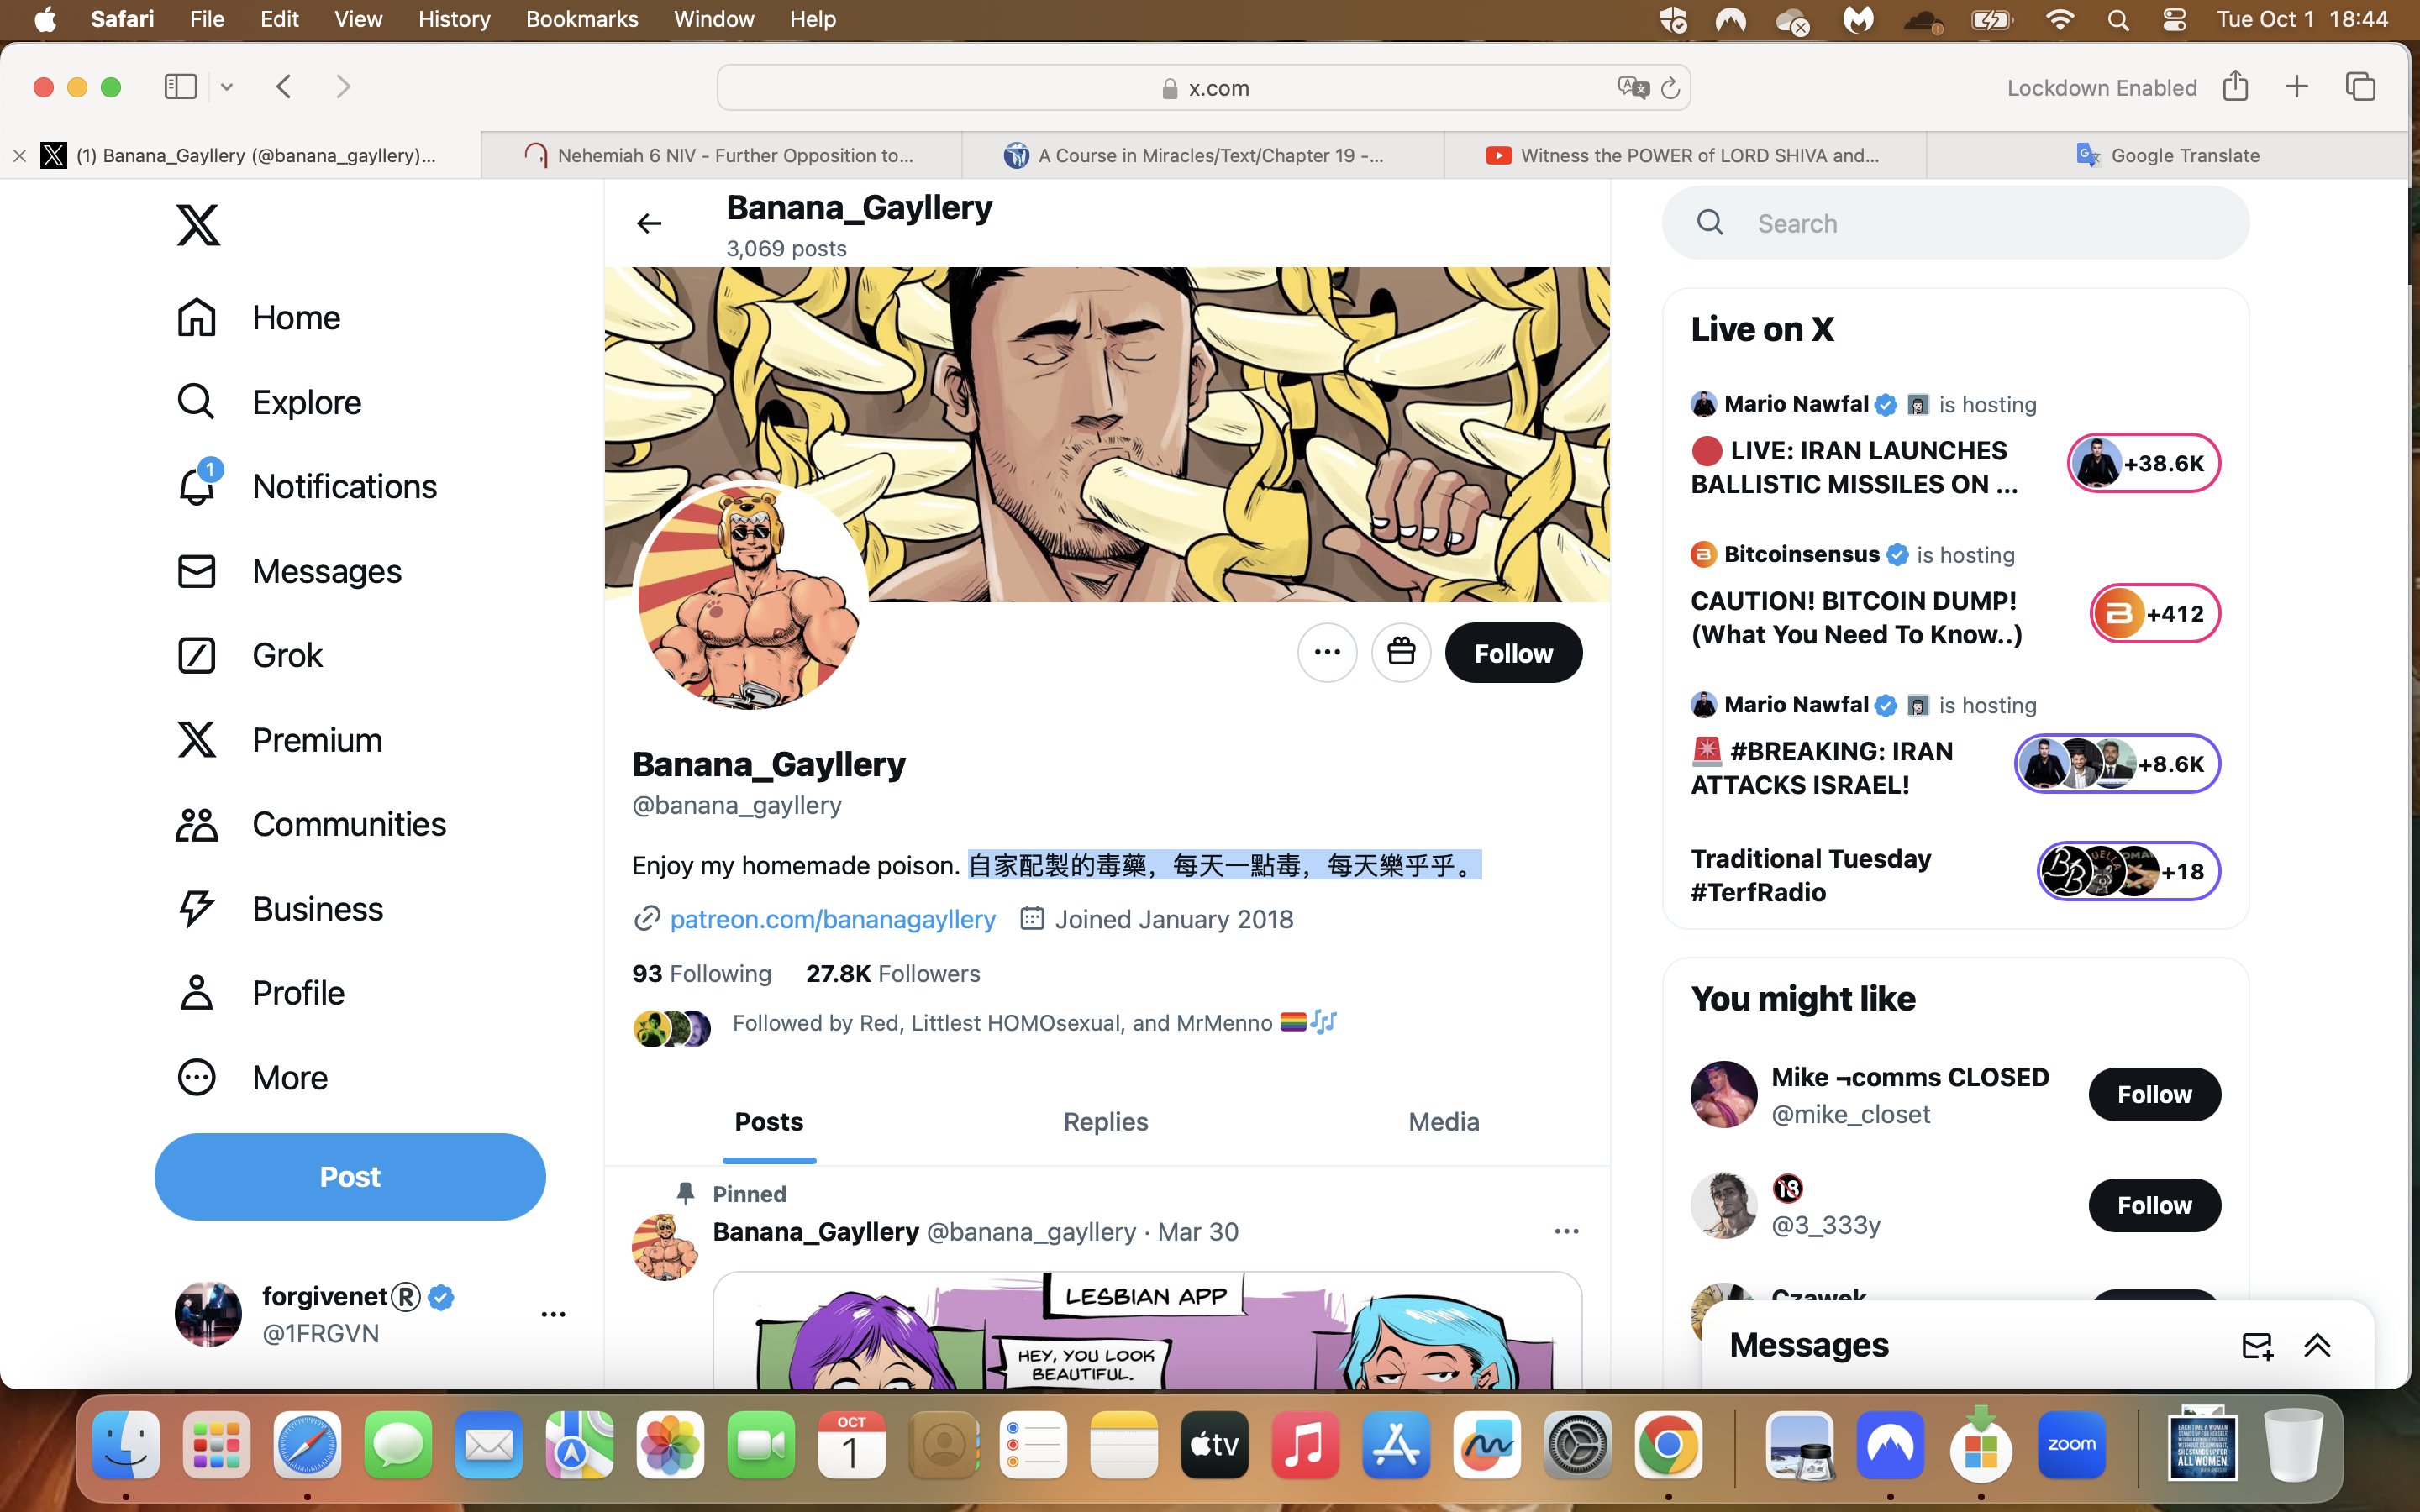 Safari File Edit View History Bookmarks Window Help Tue Oct 1 18:44
x.com Lockdown Enabled
(1) Banana_Gayllery (@banana_gayllery)... Nehemiah 6 NIV - Further Opposition to... A Course in Miracles/Text/Chapter 19 -... Witness the POWER of LORD SHIVA and... Google Translate
Home
Explore
1
Notifications
Messages
Grok
Premium
Communities
Business
Profile
More
Post
forgivenet® 
@1FRGVN
Banana_Gayllery
3,069 posts
Follow
Banana_Gayllery
@banana_gayllery
Enjoy my homemade poison. 自家配製的毒藥，每天一點毒，每天樂乎乎。
patreon.com/bananagayllery Joined January 2018
93 Following 27.8K Followers
Followed by Red, Littlest HOMOsexual, and MrMenno 🏳️‍🌈🎶
Posts Replies Media
Pinned
Banana_Gayllery @banana_gayllery · Mar 30
LESBIAN APP
HEY, YOU LOOK
BEAUTIFUL.
Search
Live on X
Mario Nawfal is hosting
🔴 LIVE: IRAN LAUNCHES
BALLISTIC MISSILES ON ...
+38.6K
Bitcoinsensus is hosting
CAUTION! BITCOIN DUMP!
(What You Need To Know..)
+412
Mario Nawfal is hosting
🚨 #BREAKING: IRAN
ATTACKS ISRAEL!
+8.6K
Traditional Tuesday
#TerfRadio
+18
You might like
Mike ¬comms CLOSED
@mike_closet
Follow
🔞
@3_333y
Follow
Czawek
Messages
OCT
1
tv
zoom